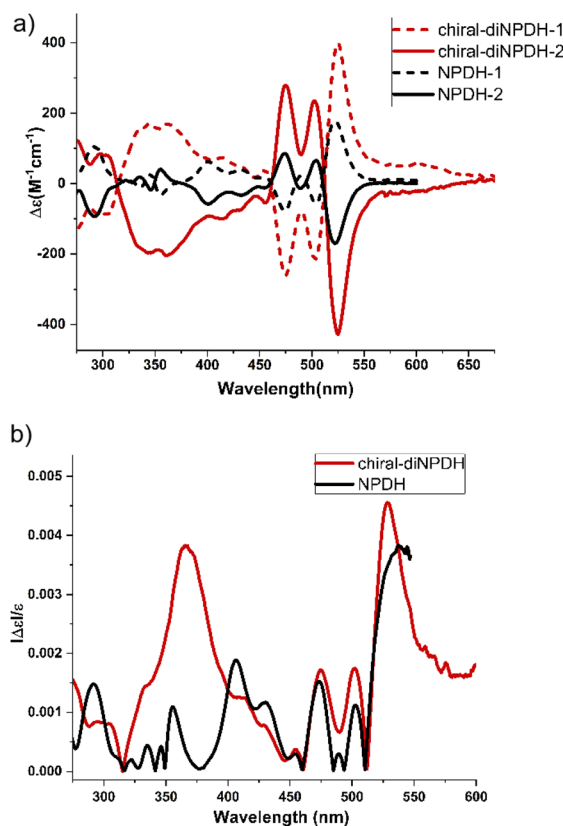 a)
chiral-diNPDH-1
chiral-diNPDH-2
NPDH-1
NPDH-2
400
200
0
-200
-400
Δε(M⁻¹cm⁻¹)
300 350 400 450 500 550 600 650
Wavelength(nm)
b)
chiral-diNPDH
NPDH
0.005
0.004
0.003
0.002
0.001
0.000
|Δε|/ε
300 350 400 450 500 550 600
Wavelength (nm)